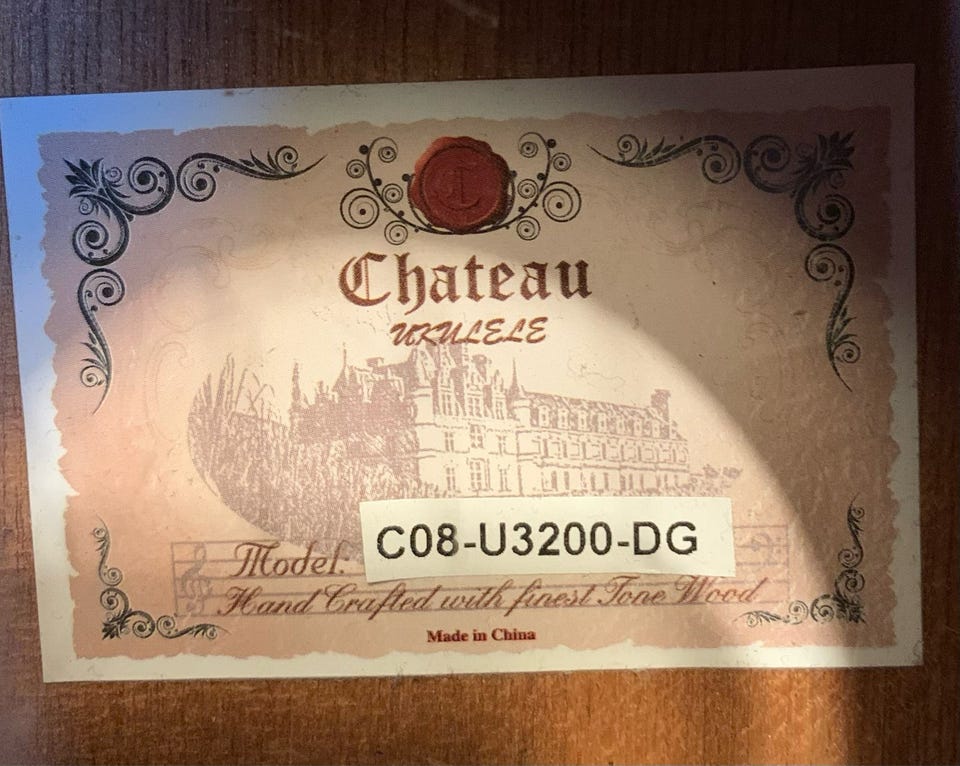 Chateau
UKULELE
Model: C08-U3200-DG
Hand Crafted with finest Tone Wood
Made in China